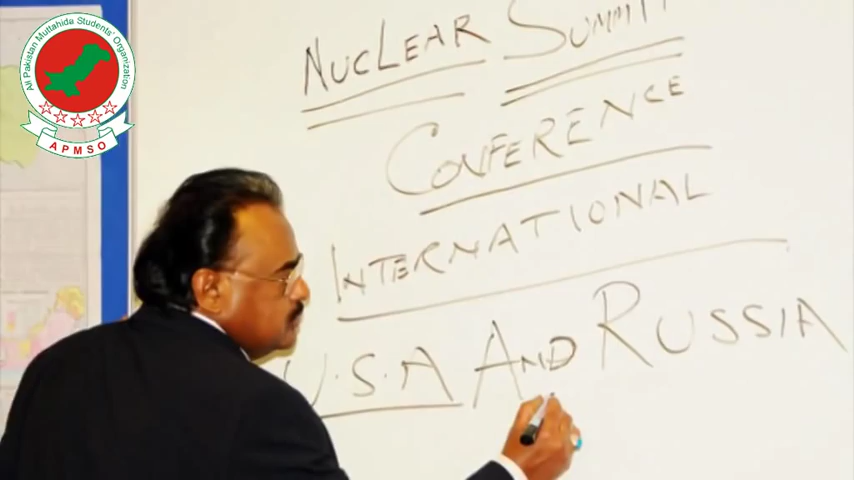 All Pakistan Muttahida Students' Organization
APMSO
NUCLEAR SUMMIT
CONFERENCE
INTERNATIONAL
U.S.A AND RUSSIA